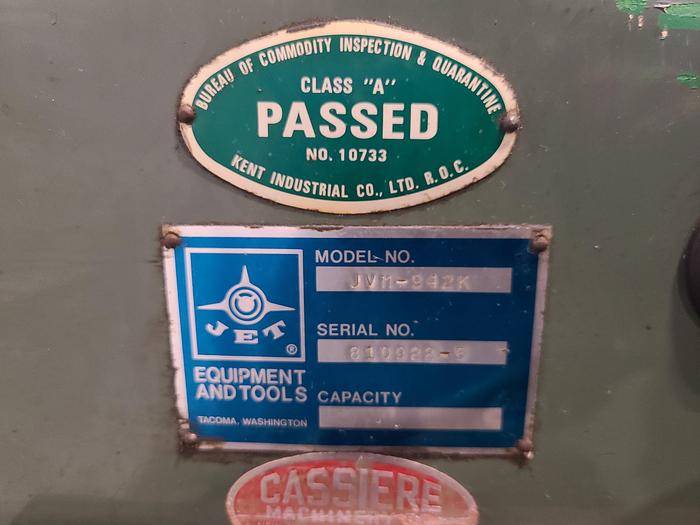 BUREAU OF COMMODITY INSPECTION & QUARANTINE
CLASS "A"
PASSED
NO. 10733
KENT INDUSTRIAL CO., LTD. R.O.C.
MODEL NO.
JVM-942K
JET ®
SERIAL NO.
EQUIPMENT
AND TOOLS
CAPACITY
TACOMA, WASHINGTON
CASSIERE
MACHINERY